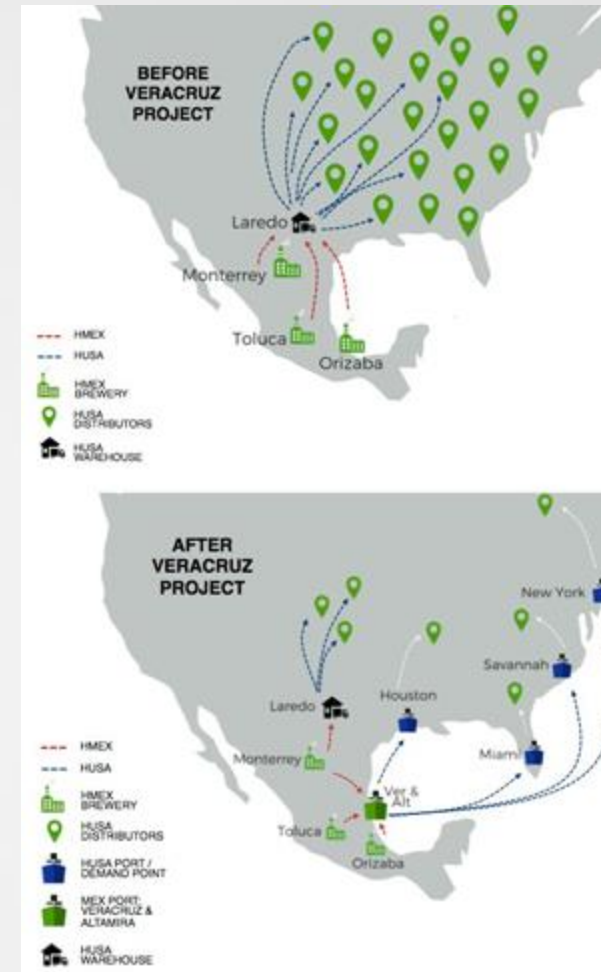 BEFORE
VERACRUZ
PROJECT
Laredo
Monterrey
Toluca
Orizaba
HMEX
HUSA
HMEX
BREWERY
HUSA
DISTRIBUTORS
HUSA
WAREHOUSE
AFTER
VERACRUZ
PROJECT
New York
Savannah
Houston
Laredo
Miami
Monterrey
Ver &
Alt
Toluca
Orizaba
HMEX
HUSA
HMEX
BREWERY
HUSA
DISTRIBUTORS
HUSA PORT /
DEMAND POINT
MEX PORT:
VERACRUZ &
ALTAMIRA
HUSA
WAREHOUSE